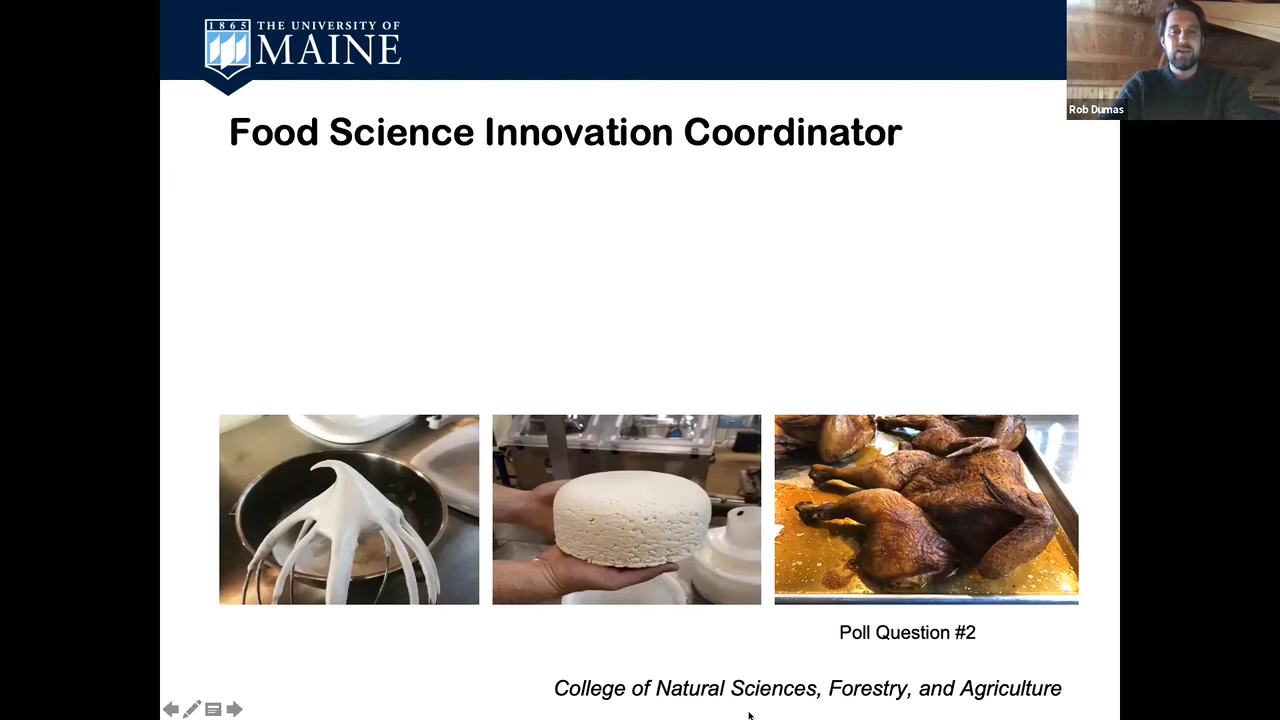 1865
THE UNIVERSITY OF
MAINE
Rob Dumas
Food Science Innovation Coordinator
Poll Question #2
College of Natural Sciences, Forestry, and Agriculture